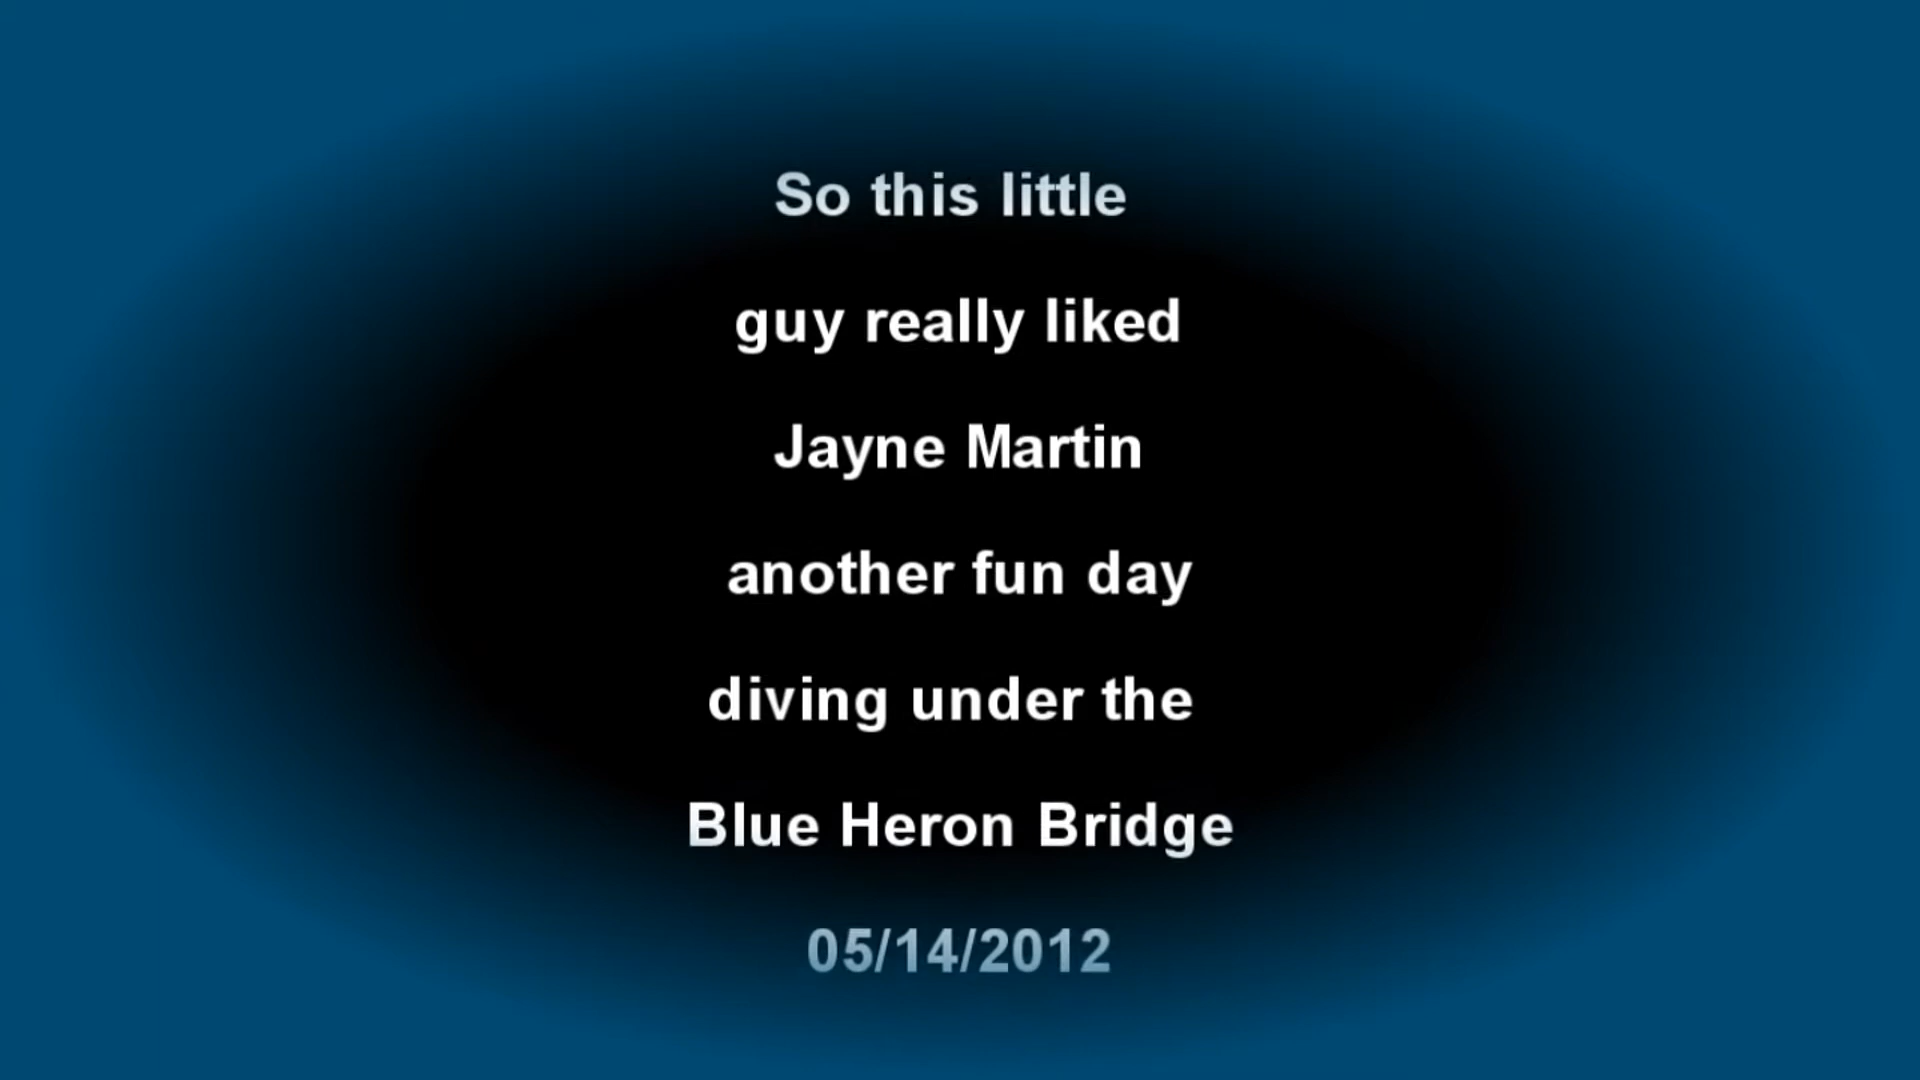 So this little
guy really liked
Jayne Martin
another fun day
diving under the
Blue Heron Bridge
05/14/2012